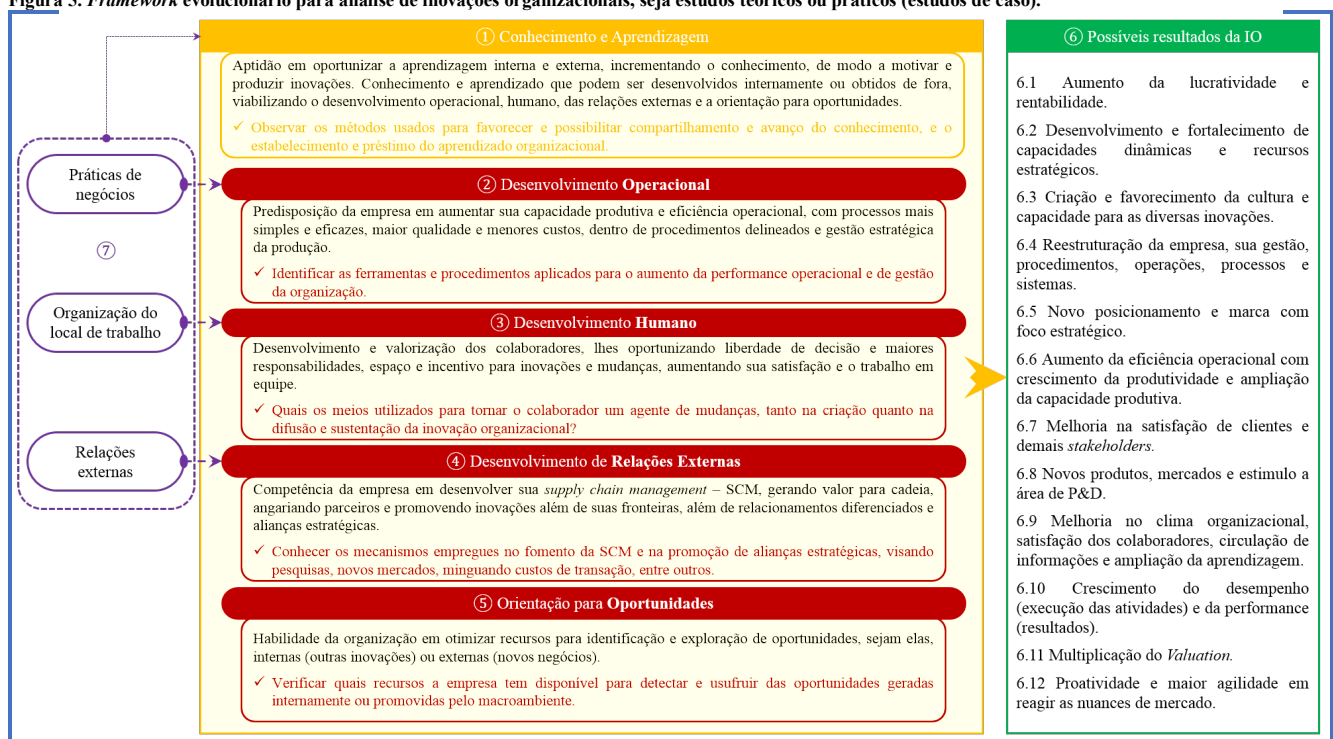 Figura 5. Framework evolucionário para análise de inovações organizacionais, seja estudos teóricos ou práticos (estudos de caso).
Práticas de
negócios
⑦
Organização do
local de trabalho
Relações
externas
① Conhecimento e Aprendizagem
Aptidão em oportunizar a aprendizagem interna e externa, incrementando o conhecimento, de modo a motivar e
produzir inovações. Conhecimento e aprendizado que podem ser desenvolvidos internamente ou obtidos de fora,
viabilizando o desenvolvimento operacional, humano, das relações externas e a orientação para oportunidades.
✓ Observar os métodos usados para favorecer e possibilitar compartilhamento e avanço do conhecimento, e o
estabelecimento e préstimo do aprendizado organizacional.
② Desenvolvimento Operacional
Predisposição da empresa em aumentar sua capacidade produtiva e eficiência operacional, com processos mais
simples e eficazes, maior qualidade e menores custos, dentro de procedimentos delineados e gestão estratégica
da produção.
✓ Identificar as ferramentas e procedimentos aplicados para o aumento da performance operacional e de gestão
da organização.
③ Desenvolvimento Humano
Desenvolvimento e valorização dos colaboradores, lhes oportunizando liberdade de decisão e maiores
responsabilidades, espaço e incentivo para inovações e mudanças, aumentando sua satisfação e o trabalho em
equipe.
✓ Quais os meios utilizados para tornar o colaborador um agente de mudanças, tanto na criação quanto na
difusão e sustentação da inovação organizacional?
④ Desenvolvimento de Relações Externas
Competência da empresa em desenvolver sua supply chain management – SCM, gerando valor para cadeia,
angariando parceiros e promovendo inovações além de suas fronteiras, além de relacionamentos diferenciados e
alianças estratégicas.
✓ Conhecer os mecanismos empregues no fomento da SCM e na promoção de alianças estratégicas, visando
pesquisas, novos mercados, minguando custos de transação, entre outros.
⑤ Orientação para Oportunidades
Habilidade da organização em otimizar recursos para identificação e exploração de oportunidades, sejam elas,
internas (outras inovações) ou externas (novos negócios).
✓ Verificar quais recursos a empresa tem disponível para detectar e usufruir das oportunidades geradas
internamente ou promovidas pelo macroambiente.
⑥ Possíveis resultados da IO
6.1 Aumento da lucratividade e
rentabilidade.
6.2 Desenvolvimento e fortalecimento de
capacidades dinâmicas e recursos
estratégicos.
6.3 Criação e favorecimento da cultura e
capacidade para as diversas inovações.
6.4 Reestruturação da empresa, sua gestão,
procedimentos, operações, processos e
sistemas.
6.5 Novo posicionamento e marca com
foco estratégico.
6.6 Aumento da eficiência operacional com
crescimento da produtividade e ampliação
da capacidade produtiva.
6.7 Melhoria na satisfação de clientes e
demais stakeholders.
6.8 Novos produtos, mercados e estimulo a
área de P&D.
6.9 Melhoria no clima organizacional,
satisfação dos colaboradores, circulação de
informações e ampliação da aprendizagem.
6.10 Crescimento do desempenho
(execução das atividades) e da performance
(resultados).
6.11 Multiplicação do Valuation.
6.12 Proatividade e maior agilidade em
reagir as nuances de mercado.